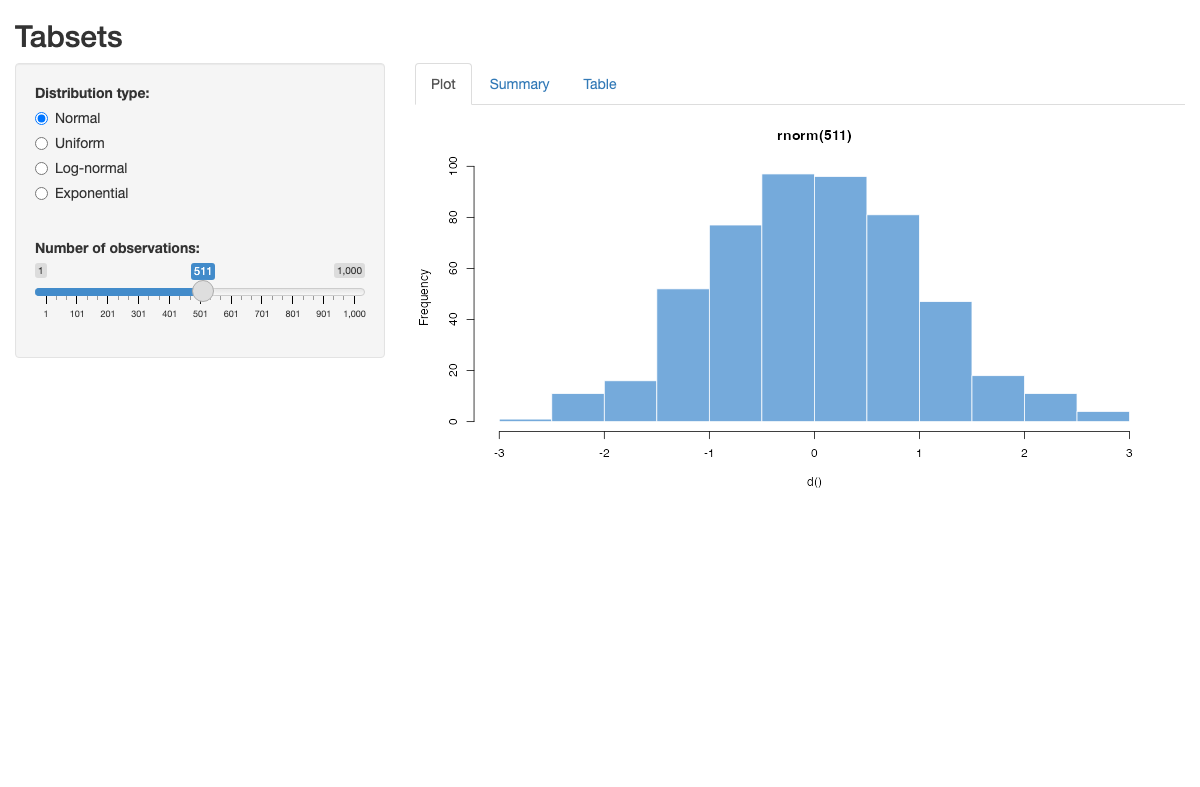 Tabsets
Distribution type:
Normal
Uniform
Log-normal
Exponential
Number of observations:
1 511 1,000
1 101 201 301 401 501 601 701 801 901 1,000
Plot Summary Table
rnorm(511)
Frequency
100
80
60
40
20
0
-3 -2 -1 0 1 2 3
d()